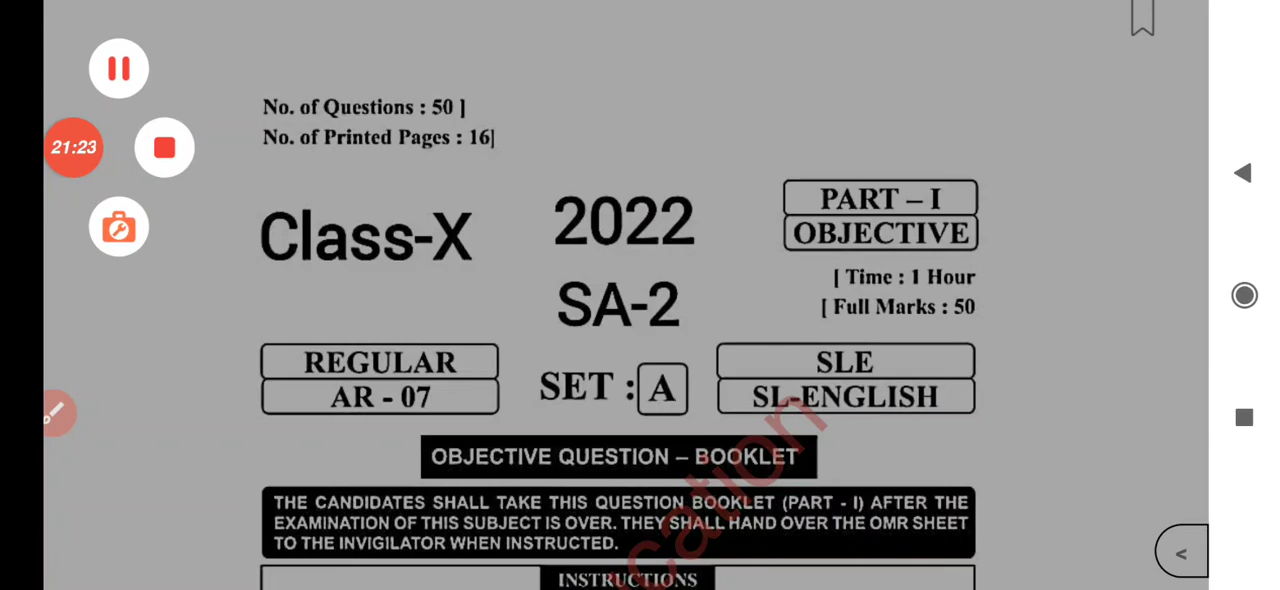 21:23
No. of Questions : 50 ]
No. of Printed Pages : 16]
Class-X
2022
SA-2
PART – I
OBJECTIVE
[ Time : 1 Hour
[ Full Marks : 50
REGULAR
AR - 07
SET : A
SLE
SL-ENGLISH
OBJECTIVE QUESTION – BOOKLET
THE CANDIDATES SHALL TAKE THIS QUESTION BOOKLET (PART - I) AFTER THE
EXAMINATION OF THIS SUBJECT IS OVER. THEY SHALL HAND OVER THE OMR SHEET
TO THE INVIGILATOR WHEN INSTRUCTED.
INSTRUCTIONS